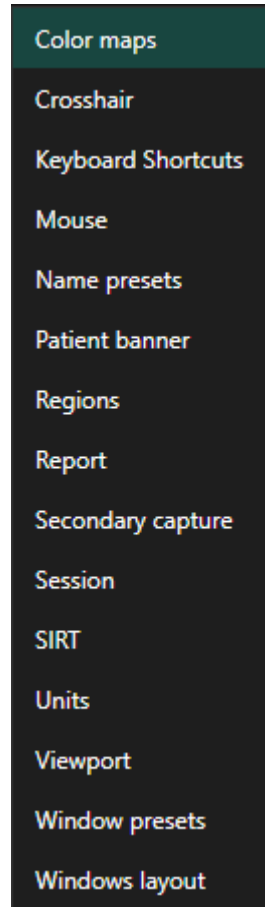 Color maps
Crosshair
Keyboard Shortcuts
Mouse
Name presets
Patient banner
Regions
Report
Secondary capture
Session
SIRT
Units
Viewport
Window presets
Windows layout